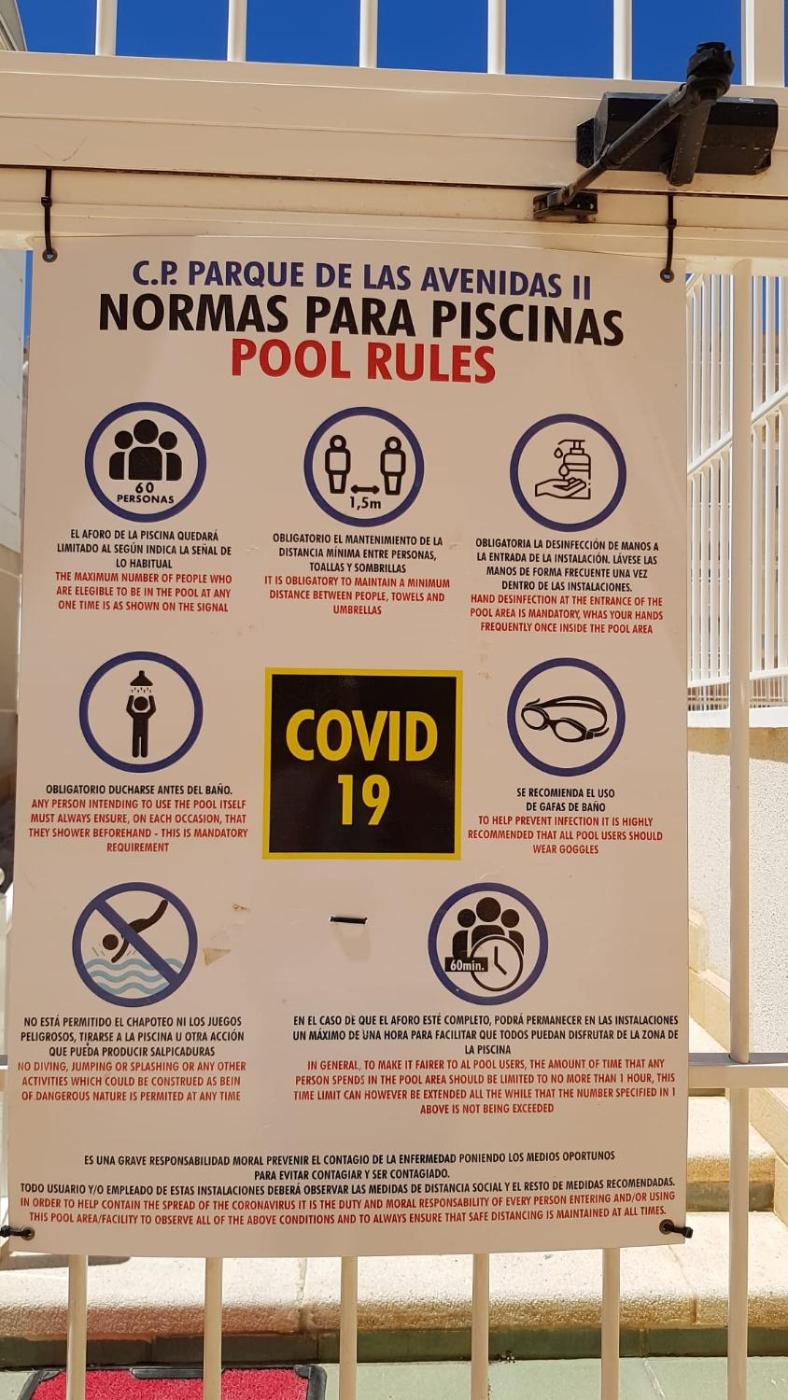 C.P. PARQUE DE LAS AVENIDAS II
NORMAS PARA PISCINAS
POOL RULES
60
PERSONAS
EL AFORO DE LA PISCINA QUEDARÁ
LIMITADO AL SEGÚN INDICA LA SEÑAL DE
LO HABITUAL
THE MAXIMUM NUMBER OF PEOPLE WHO
ARE ELEGIBLE TO BE IN THE POOL AT ANY
ONE TIME IS AS SHOWN ON THE SIGNAL
1,5m
OBLIGATORIO EL MANTENIMIENTO DE LA
DISTANCIA MÍNIMA ENTRE PERSONAS,
TOALLAS Y SOMBRILLAS
IT IS OBLIGATORY TO MAINTAIN A MINIMUM
DISTANCE BETWEEN PEOPLE, TOWELS AND
UMBRELLAS
OBLIGATORIA LA DESINFECCIÓN DE MANOS A
LA ENTRADA DE LA INSTALACIÓN. LÁVESE LAS
MANOS DE FORMA FRECUENTE UNA VEZ
DENTRO DE LAS INSTALACIONES.
HAND DESINFECTION AT THE ENTRANCE OF THE
POOL AREA IS MANDATORY, WHAS YOUR HANDS
FREQUENTLY ONCE INSIDE THE POOL AREA
OBLIGATORIO DUCHARSE ANTES DEL BAÑO.
ANY PERSON INTENDING TO USE THE POOL ITSELF
MUST ALWAYS ENSURE, ON EACH OCCASION, THAT
THEY SHOWER BEFOREHAND - THIS IS MANDATORY
REQUIREMENT
COVID
19
SE RECOMIENDA EL USO
DE GAFAS DE BAÑO
TO HELP PREVENT INFECTION IT IS HIGHLY
RECOMMENDED THAT ALL POOL USERS SHOULD
WEAR GOGGLES
NO ESTÁ PERMITIDO EL CHAPOTEO NI LOS JUEGOS
PELIGROSOS, TIRARSE A LA PISCINA U OTRA ACCIÓN
QUE PUEDA PRODUCIR SALPICADURAS
NO DIVING, JUMPING OR SPLASHING OR ANY OTHER
ACTIVITIES WHICH COULD BE CONSTRUED AS BEIN
OF DANGEROUS NATURE IS PERMITED AT ANY TIME
60min.
EN EL CASO DE QUE EL AFORO ESTÉ COMPLETO, PODRÁ PERMANECER EN LAS INSTALACIONES
UN MÁXIMO DE UNA HORA PARA FACILITAR QUE TODOS PUEDAN DISFRUTAR DE LA ZONA DE
LA PISCINA
IN GENERAL, TO MAKE IT FAIRER TO AL POOL USERS, THE AMOUNT OF TIME THAT ANY
PERSON SPENDS IN THE POOL AREA SHOULD BE LIMITED TO NO MORE THAN 1 HOUR, THIS
TIME LIMIT CAN HOWEVER BE EXTENDED ALL THE WHILE THAT THE NUMBER SPECIFIED IN 1
ABOVE IS NOT BEING EXCEEDED
ES UNA GRAVE RESPONSABILIDAD MORAL PREVENIR EL CONTAGIO DE LA ENFERMEDAD PONIENDO LOS MEDIOS OPORTUNOS
PARA EVITAR CONTAGIAR Y SER CONTAGIADO.
TODO USUARIO Y/O EMPLEADO DE ESTAS INSTALACIONES DEBERÁ OBSERVAR LAS MEDIDAS DE DISTANCIA SOCIAL Y EL RESTO DE MEDIDAS RECOMENDADAS.
IN ORDER TO HELP CONTAIN THE SPREAD OF THE CORONAVIRUS IT IS THE DUTY AND MORAL RESPONSABILITY OF EVERY PERSON ENTERING AND/OR USING
THIS POOL AREA/FACILITY TO OBSERVE ALL OF THE ABOVE CONDITIONS AND TO ALWAYS ENSURE THAT SAFE DISTANCING IS MAINTAINED AT ALL TIMES.